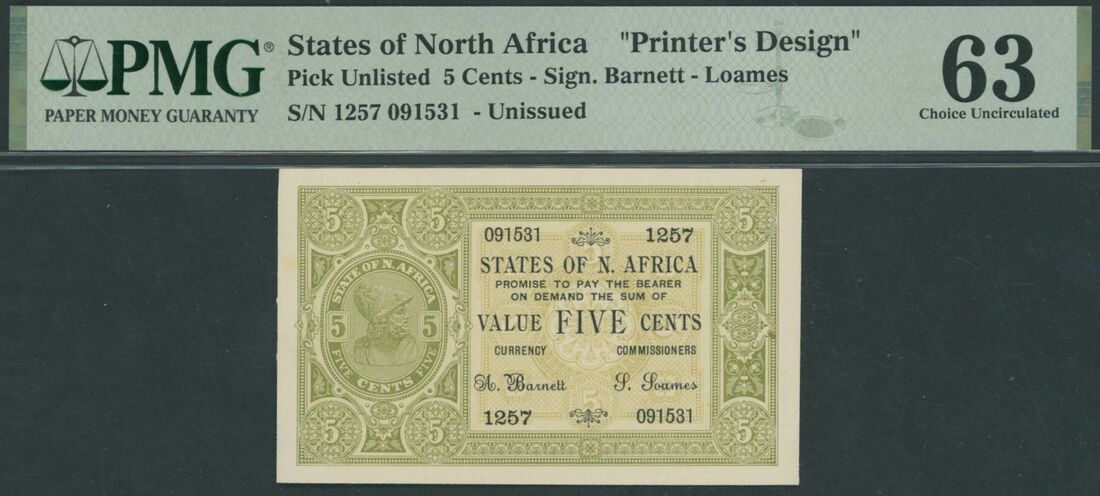 PMG®
PAPER MONEY GUARANTY
States of North Africa "Printer's Design"
Pick Unlisted 5 Cents - Sign. Barnett - Loames
S/N 1257 091531 - Unissued
63
Choice Uncirculated
5 5 5
STATE OF N. AFRICA
5 5
FIVE CENTS FIVE
5 5 5
091531 1257
STATES OF N. AFRICA
PROMISE TO PAY THE BEARER
ON DEMAND THE SUM OF
VALUE FIVE CENTS
CURRENCY COMMISSIONERS
A. Barnett S. Soames
5
1257 091531